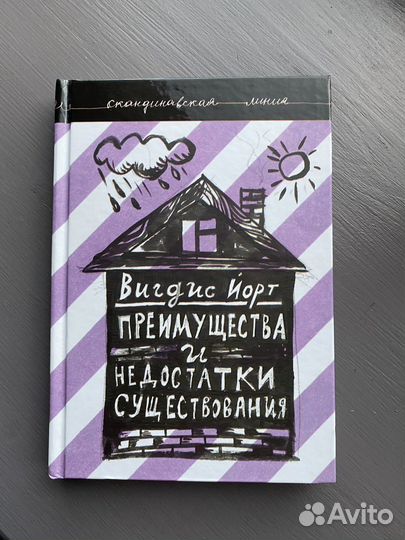 скандинавская линия
Вигдис Йорт
ПРЕИМУЩЕСТВА
И
НЕДОСТАТКИ
СУЩЕСТВОВАНИЯ
Avito